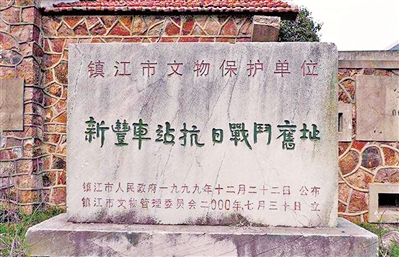 镇江市文物保护单位
新豐車站抗日戰鬥舊址
镇江市人民政府一九九九年十二月二十二日 公布
镇江市文物管理委员会二000年七月三十日 立